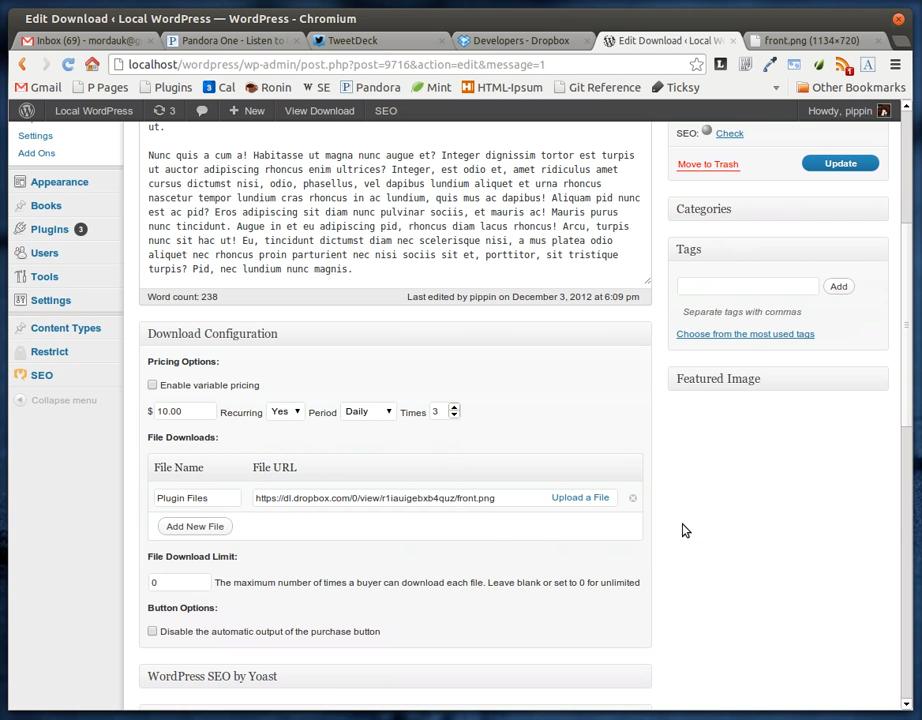 Edit Download ‹ Local WordPress — WordPress - Chromium
Inbox (69) - mordauk@g
Pandora One - Listen to
TweetDeck
Developers - Dropbox
Edit Download ‹ Local W
front.png (1134×720)
localhost/wordpress/wp-admin/post.php?post=9716&action=edit&message=1
Gmail P Pages Plugins Cal Ronin SE Pandora Mint HTML-Ipsum Git Reference Ticksy Other Bookmarks
Local WordPress 3 New View Download SEO Howdy, pippin
Settings
Add Ons
Appearance
Books
Plugins 3
Users
Tools
Settings
Content Types
Restrict
SEO
Collapse menu
ut.
Nunc quis a cum a! Habitasse ut magna nunc augue et? Integer dignissim tortor est turpis
ut auctor adipiscing rhoncus enim ultrices? Integer, est odio et, amet ridiculus amet
cursus dictumst nisi, odio, phasellus, vel dapibus lundium aliquet et urna rhoncus
nascetur tempor lundium cras rhoncus in ac lundium, quis mus ac dapibus! Aliquam pid nunc
est ac pid? Eros adipiscing sit diam nunc pulvinar sociis, et mauris ac! Mauris purus nunc
tincidunt. Augue in et eu adipiscing pid, rhoncus diam lacus rhoncus! Arcu, turpis
nunc sit hac ut! Eu, tincidunt dictumst diam nec scelerisque nisi, a mus platea odio
aliquet nec rhoncus proin parturient nec nisi sociis sit et, porttitor, sit tristique
turpis? Pid, nec lundium nunc magnis.
Word count: 238 Last edited by pippin on December 3, 2012 at 6:09 pm
Download Configuration
Pricing Options:
Enable variable pricing
$ 10.00 Recurring Yes Period Daily Times 3
File Downloads:
File Name File URL
Plugin Files https://dl.dropbox.com/0/view/r1iauigebxb4quz/front.png Upload a File
Add New File
File Download Limit:
0 The maximum number of times a buyer can download each file. Leave blank or set to 0 for unlimited
Button Options:
Disable the automatic output of the purchase button
WordPress SEO by Yoast
SEO: Check
Move to Trash Update
Categories
Tags
Add
Separate tags with commas
Choose from the most used tags
Featured Image